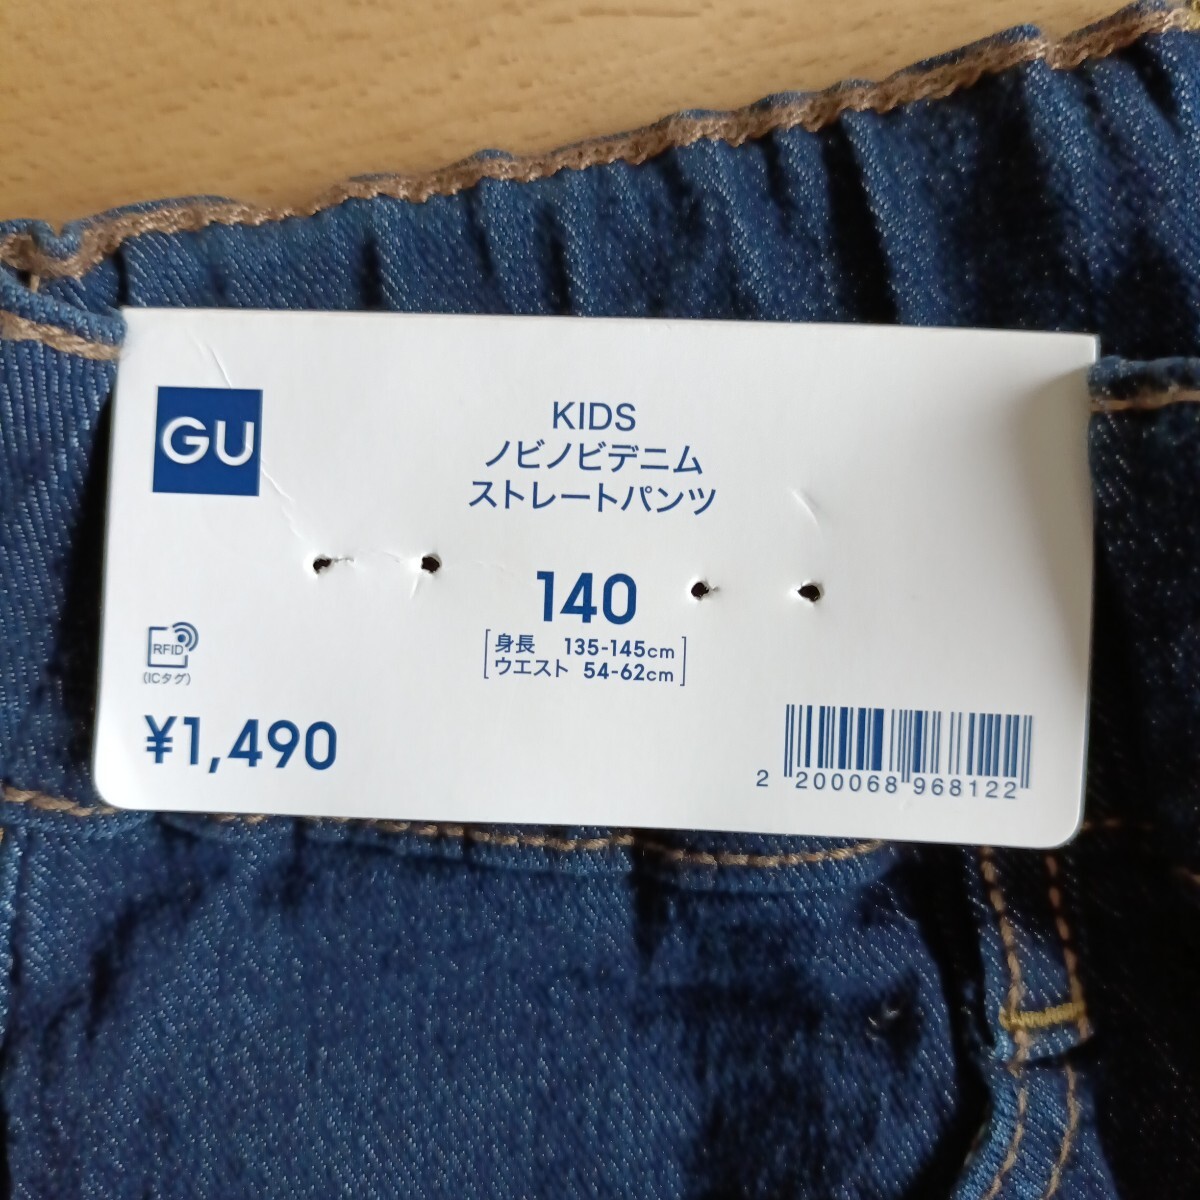 GU
KIDS
ノビノビデニム
ストレートパンツ
140
[身長 135-145cm
ウエスト 54-62cm]
RFID
(ICタグ)
¥1,490
2 200068 968122